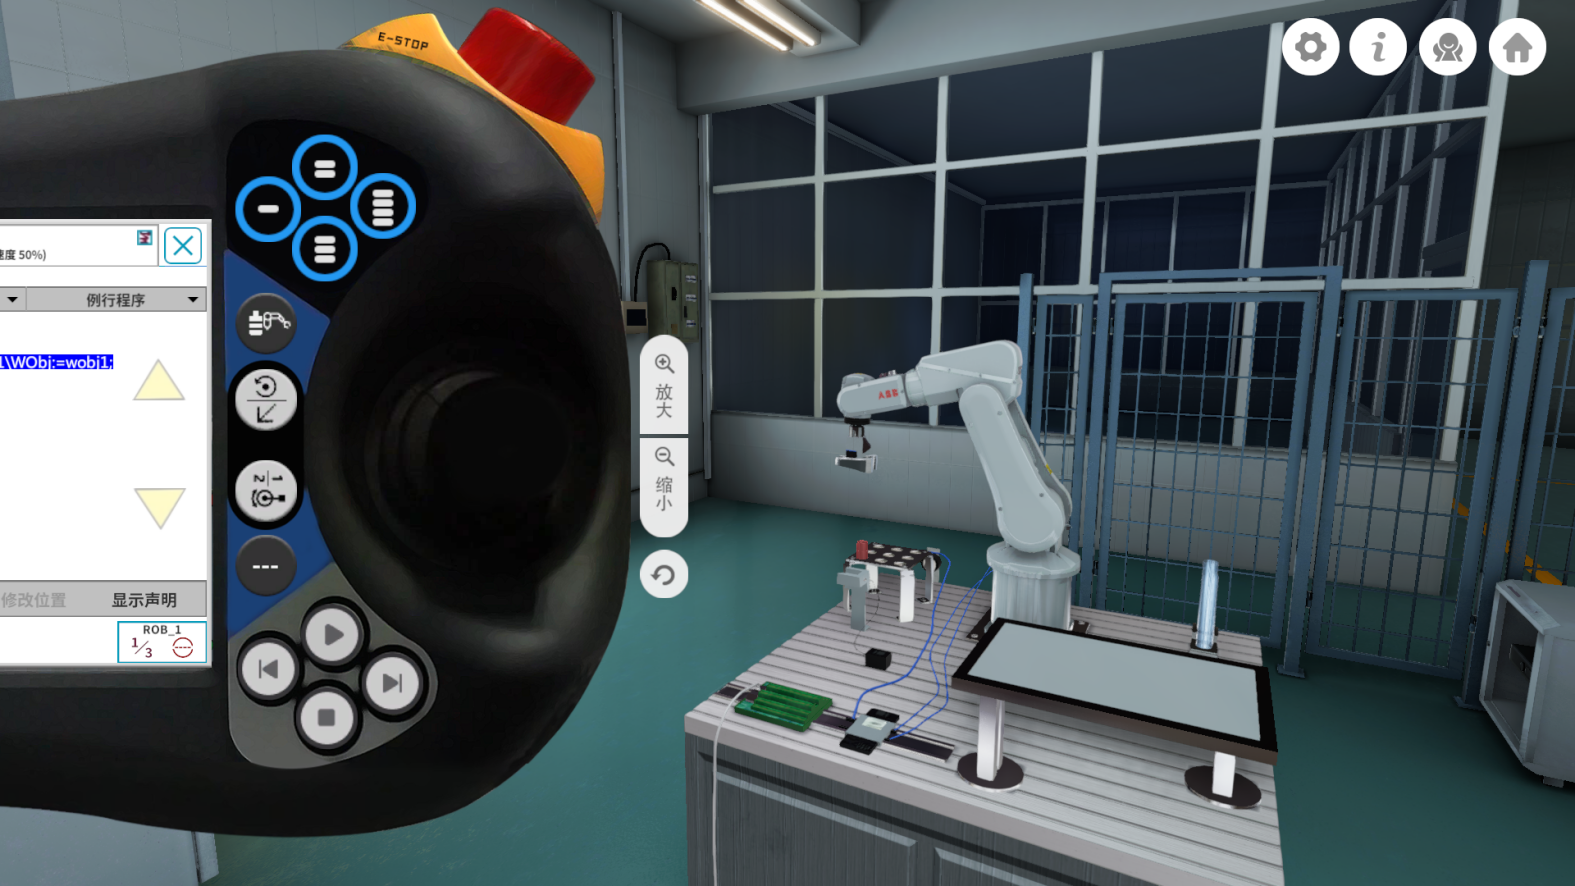 E-STOP
速度 50%)
例行程序
1\WObj:=wobj1;
修改位置
显示声明
ROB_1
1/3
放大
缩小
ABB